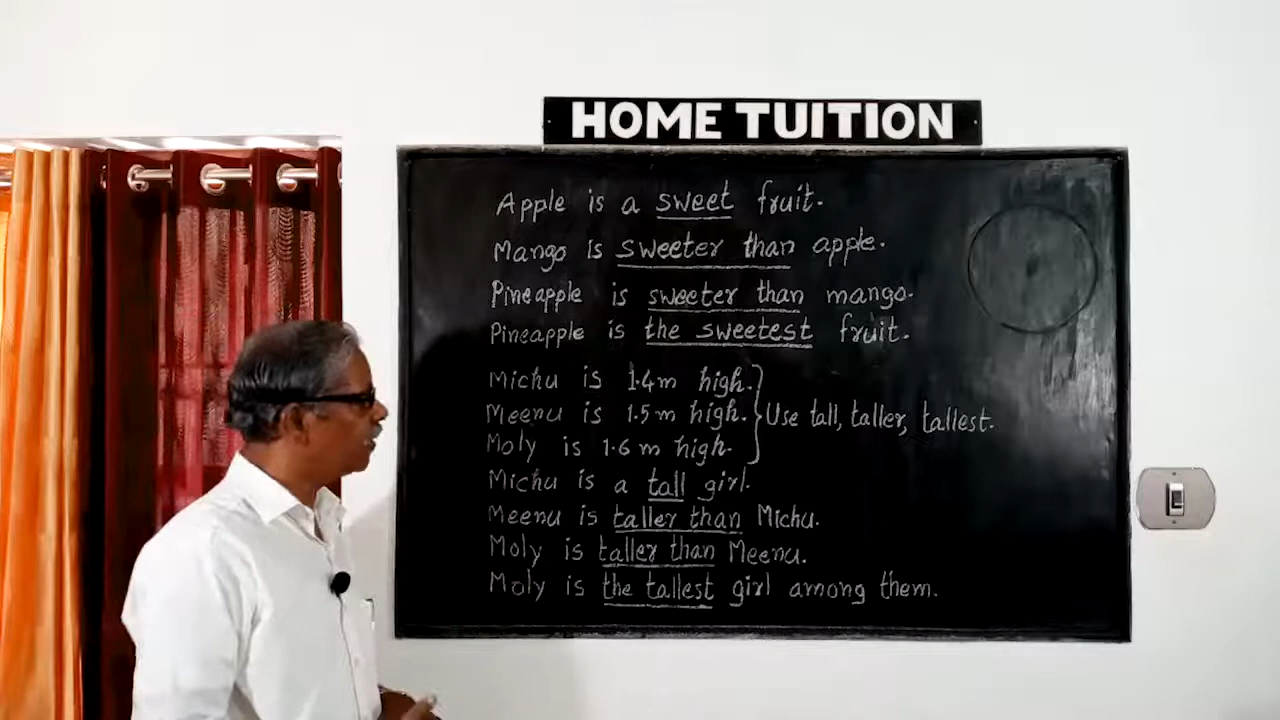 HOME TUITION
Apple is a sweet fruit.
Mango is sweeter than apple.
Pineapple is sweeter than mango.
Pineapple is the sweetest fruit.
Michu is 1.4m high.
Meenu is 1.5m high.
Moly is 1.6 m high.
Use tall, taller, tallest.
Michu is a tall girl.
Meenu is taller than Michu.
Moly is taller than Meenu.
Moly is the tallest girl among them.